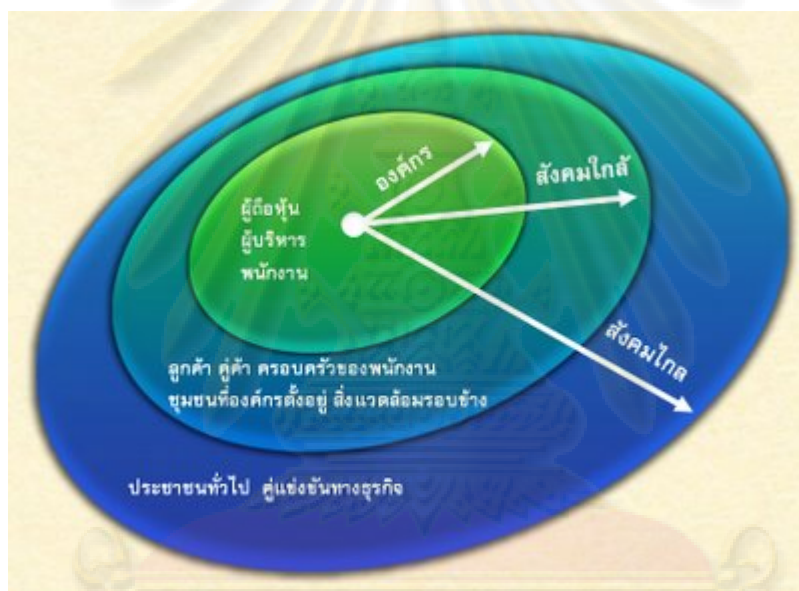 องค์กร
สังคมใกล้
ผู้ถือหุ้น
ผู้บริหาร
พนักงาน
สังคมไกล
ลูกค้า คู่ค้า ครอบครัวของพนักงาน
ชุมชนที่องค์กรตั้งอยู่ สิ่งแวดล้อมรอบข้าง
ประชาชนทั่วไป คู่แข่งขันทางธุรกิจ